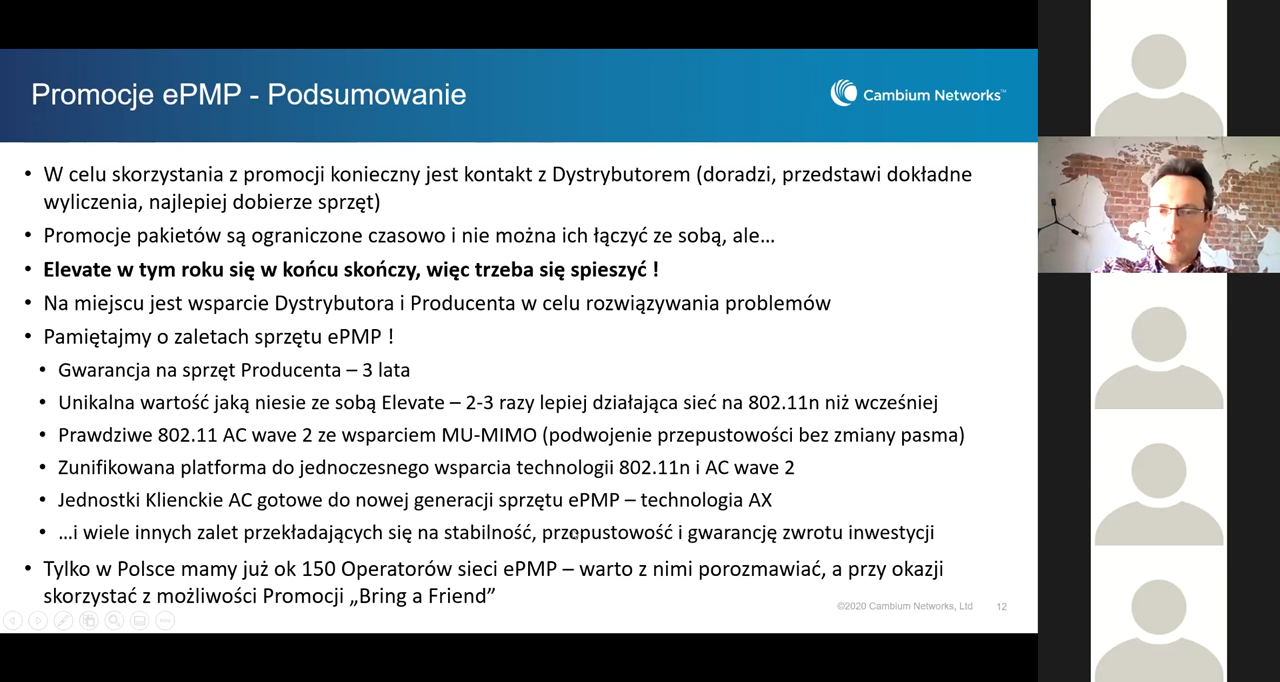 Promocje ePMP - Podsumowanie
Cambium Networks™
• W celu skorzystania z promocji konieczny jest kontakt z Dystrybutorem (doradzi, przedstawi dokładne
wyliczenia, najlepiej dobierze sprzęt)
• Promocje pakietów są ograniczone czasowo i nie można ich łączyć ze sobą, ale…
• Elevate w tym roku się w końcu skończy, więc trzeba się spieszyć !
• Na miejscu jest wsparcie Dystrybutora i Producenta w celu rozwiązywania problemów
• Pamiętajmy o zaletach sprzętu ePMP !
• Gwarancja na sprzęt Producenta – 3 lata
• Unikalna wartość jaką niesie ze sobą Elevate – 2-3 razy lepiej działająca sieć na 802.11n niż wcześniej
• Prawdziwe 802.11 AC wave 2 ze wsparciem MU-MIMO (podwojenie przepustowości bez zmiany pasma)
• Zunifikowana platforma do jednoczesnego wsparcia technologii 802.11n i AC wave 2
• Jednostki Klienckie AC gotowe do nowej generacji sprzętu ePMP – technologia AX
• …i wiele innych zalet przekładających się na stabilność, przepustowość i gwarancję zwrotu inwestycji
• Tylko w Polsce mamy już ok 150 Operatorów sieci ePMP – warto z nimi porozmawiać, a przy okazji
skorzystać z możliwości Promocji „Bring a Friend”
©2020 Cambium Networks, Ltd
12